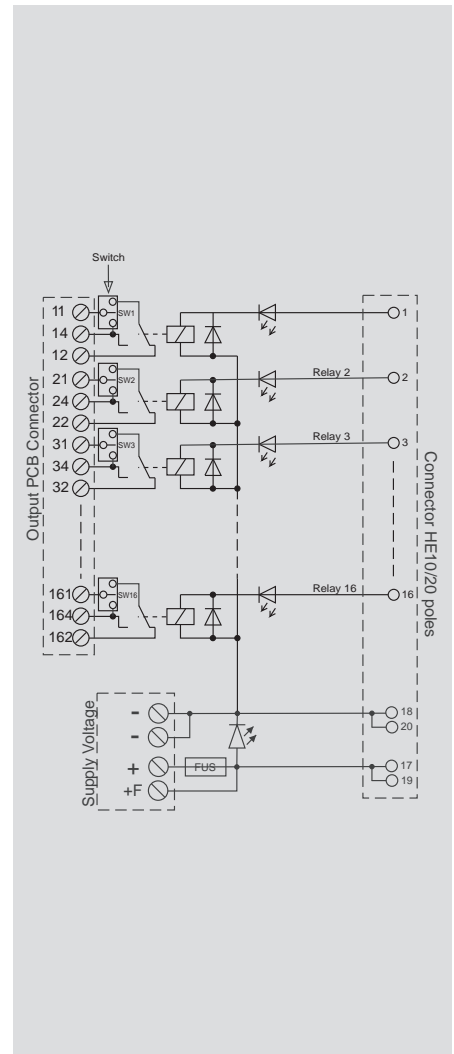 Switch
Output PCB Connector
11
SW1
1
14
12
21
SW2
Relay 2
2
24
22
31
SW3
Relay 3
3
34
32
Connector HE10/20 poles
161
SW16
Relay 16
16
164
162
Supply Voltage
-
18
-
20
+
FUS
17
+F
19